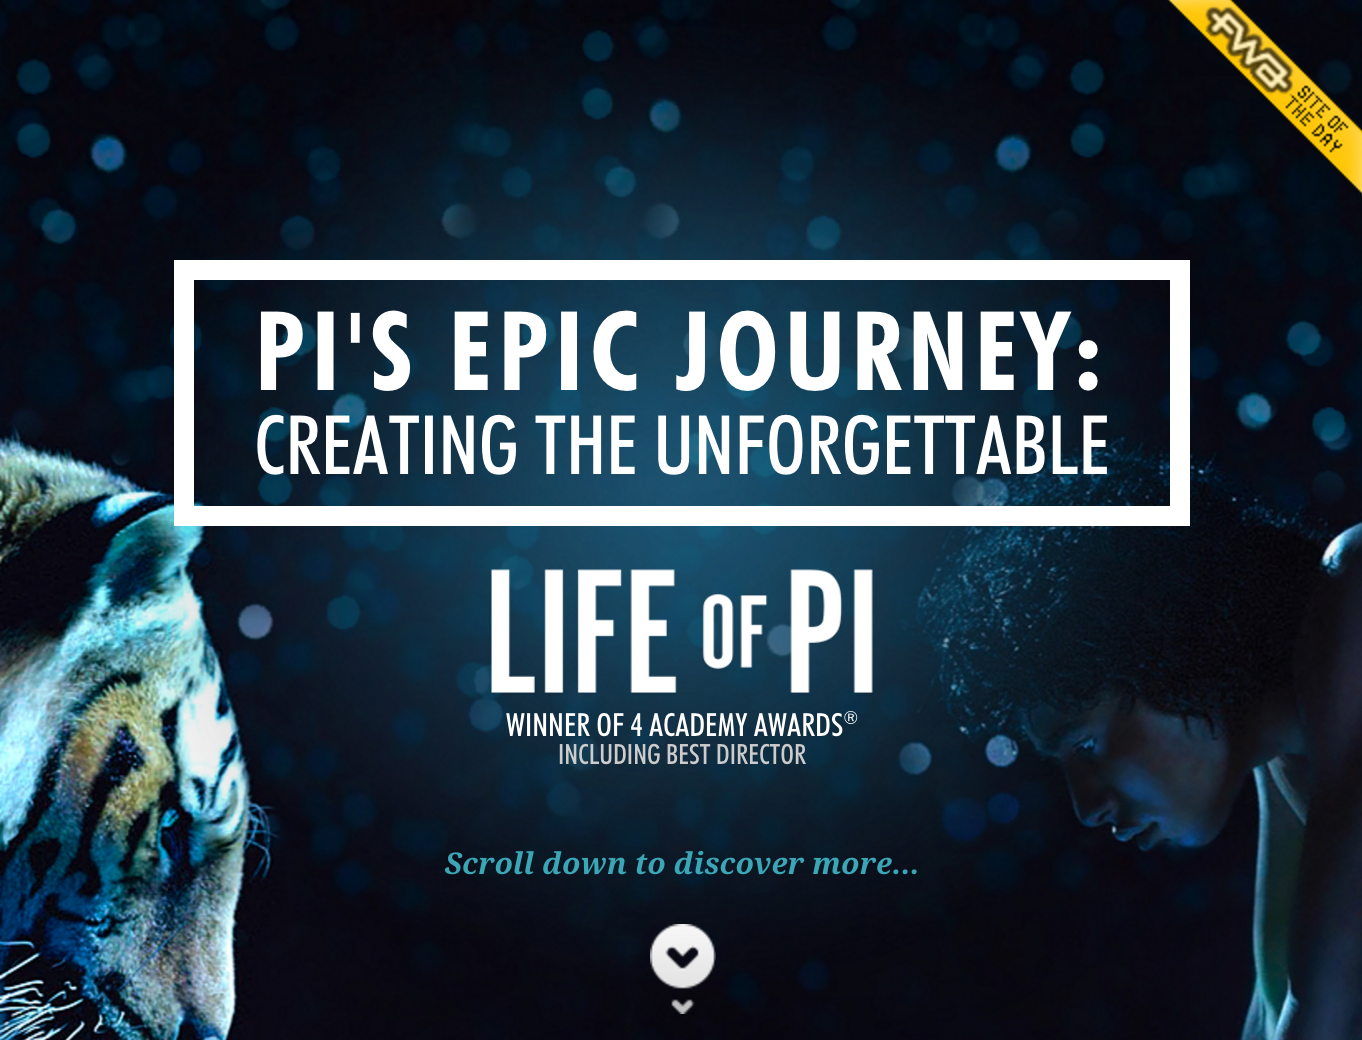 fwa
SITE OF
THE DAY
PI'S EPIC JOURNEY:
CREATING THE UNFORGETTABLE
LIFE OF PI
WINNER OF 4 ACADEMY AWARDS®
INCLUDING BEST DIRECTOR
Scroll down to discover more...